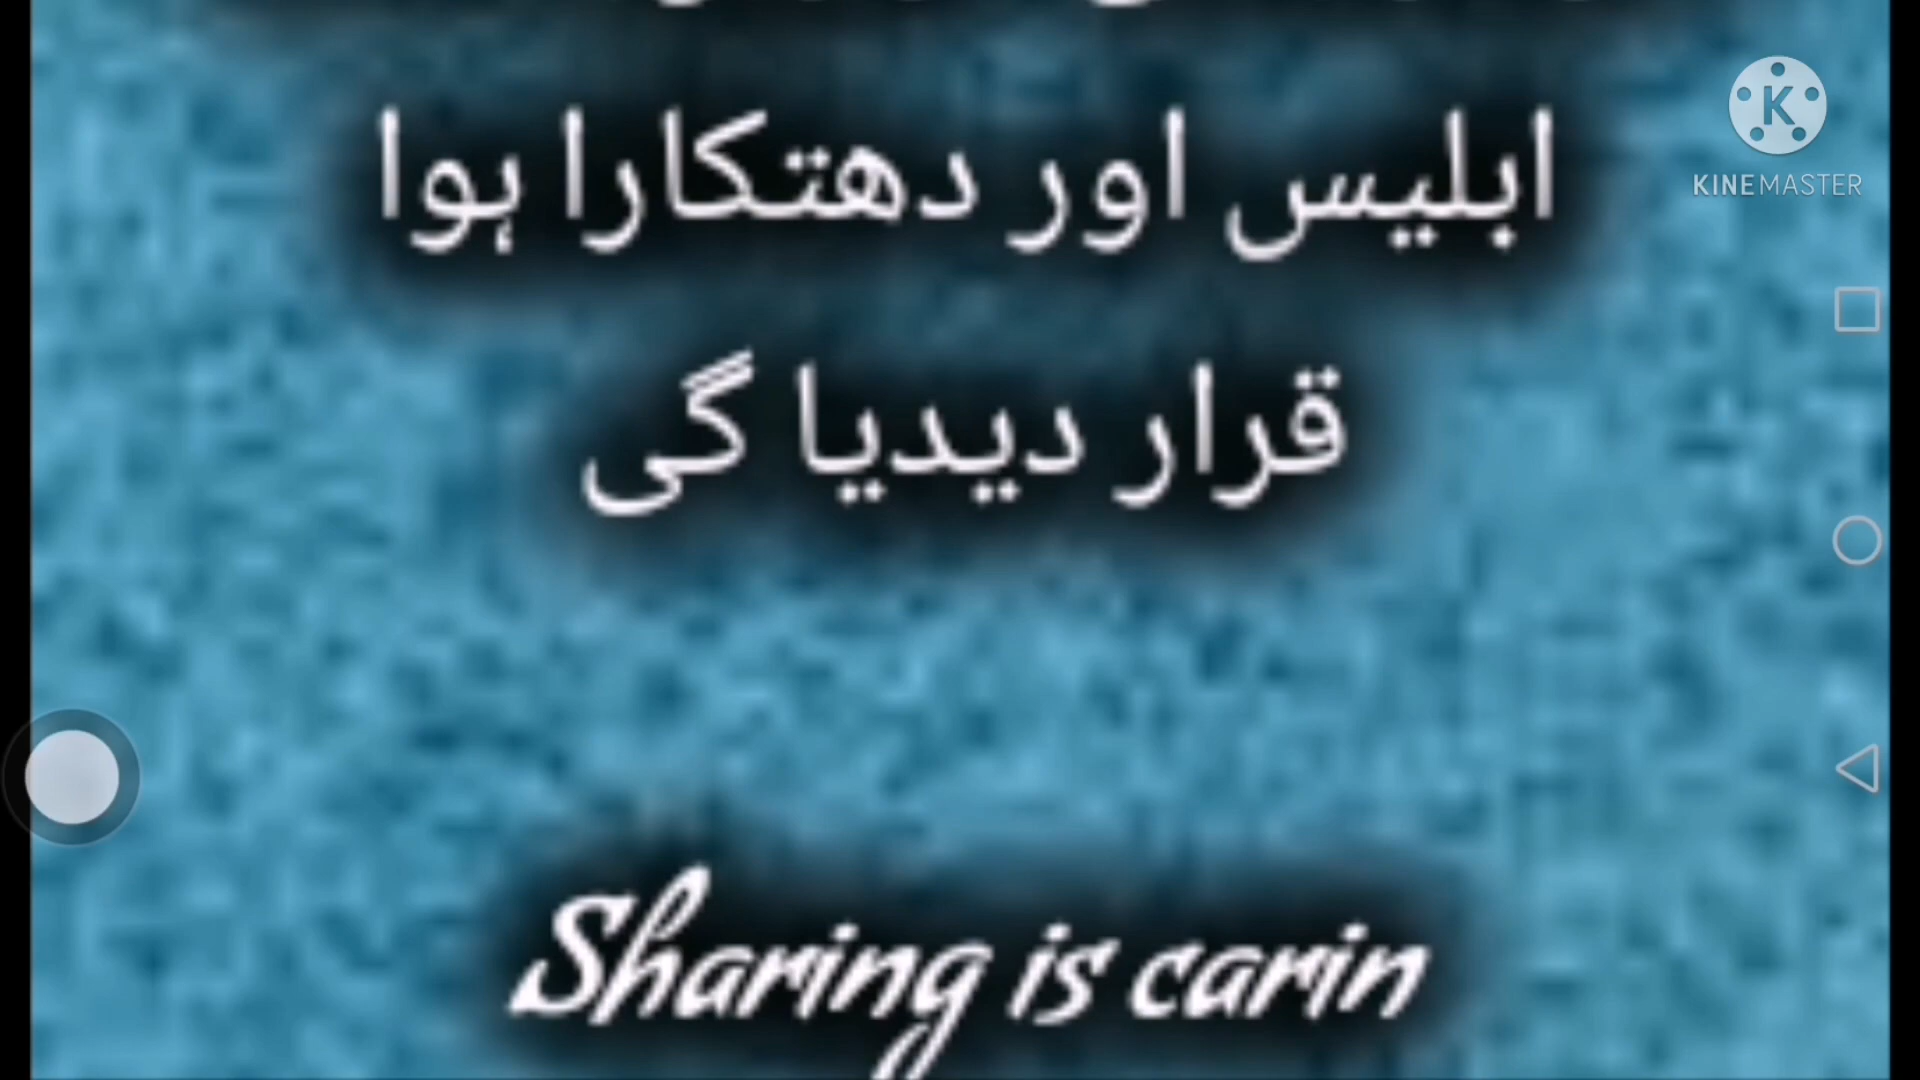 ابلیس اور دھتکارا ہوا
قرار دیدیا گی
Sharing is carin
KINEMASTER